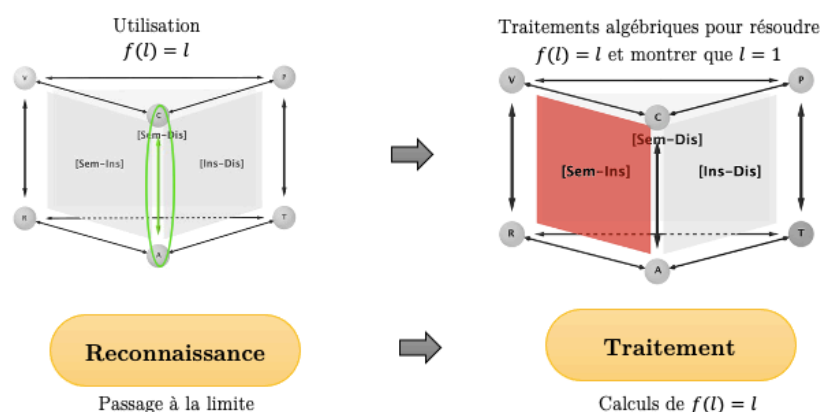 Utilisation
f(l) = l
V
P
C
[Sem-Dis]
[Sem-Ins]
[Ins-Dis]
R
T
A
Reconnaissance
Passage à la limite
Traitements algébriques pour résoudre
f(l) = l et montrer que l = 1
V
P
C
[Sem-Dis]
[Sem-Ins]
[Ins-Dis]
R
T
A
Traitement
Calculs de f(l) = l